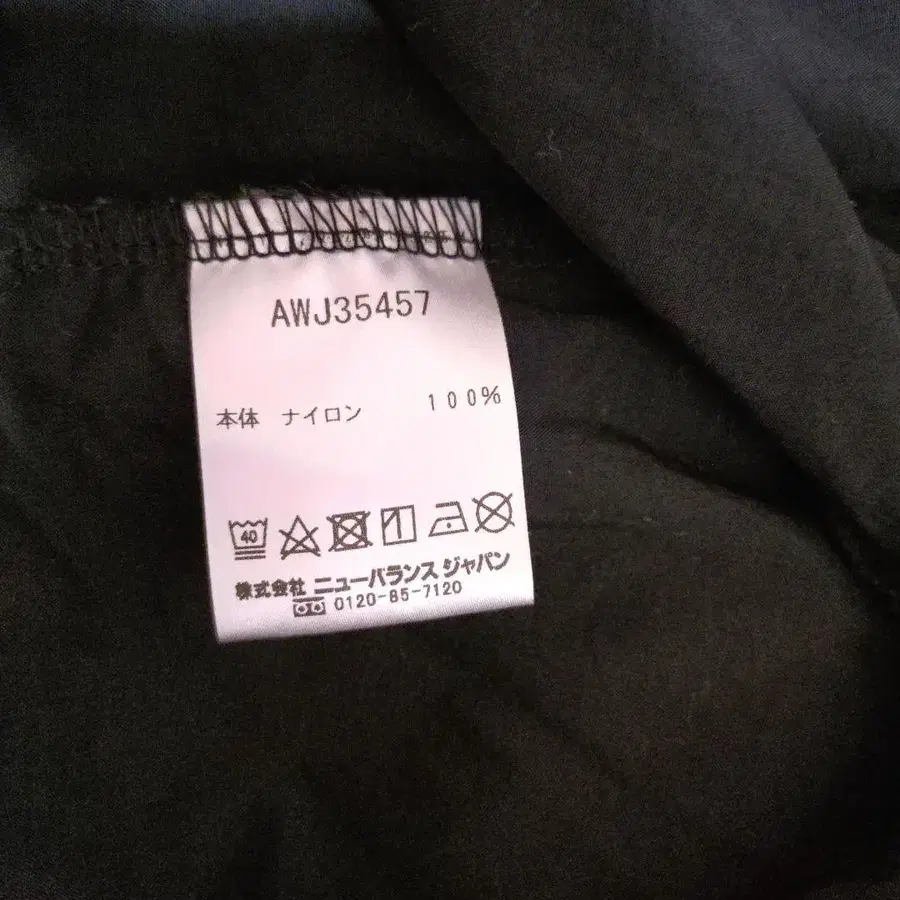 AWJ35457
本体 ナイロン 100%
40
株式会社 ニューバランス ジャパン
0120-85-7120